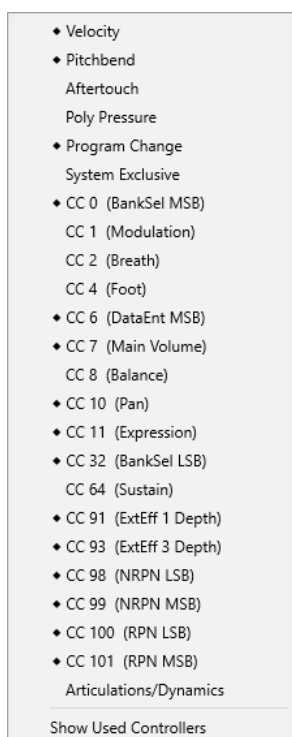 ◆ Velocity
◆ Pitchbend
Aftertouch
Poly Pressure
◆ Program Change
System Exclusive
◆ CC 0 (BankSel MSB)
CC 1 (Modulation)
CC 2 (Breath)
CC 4 (Foot)
◆ CC 6 (DataEnt MSB)
◆ CC 7 (Main Volume)
CC 8 (Balance)
◆ CC 10 (Pan)
◆ CC 11 (Expression)
◆ CC 32 (BankSel LSB)
CC 64 (Sustain)
◆ CC 91 (ExtEff 1 Depth)
◆ CC 93 (ExtEff 3 Depth)
◆ CC 98 (NRPN LSB)
◆ CC 99 (NRPN MSB)
◆ CC 100 (RPN LSB)
◆ CC 101 (RPN MSB)
Articulations/Dynamics
Show Used Controllers